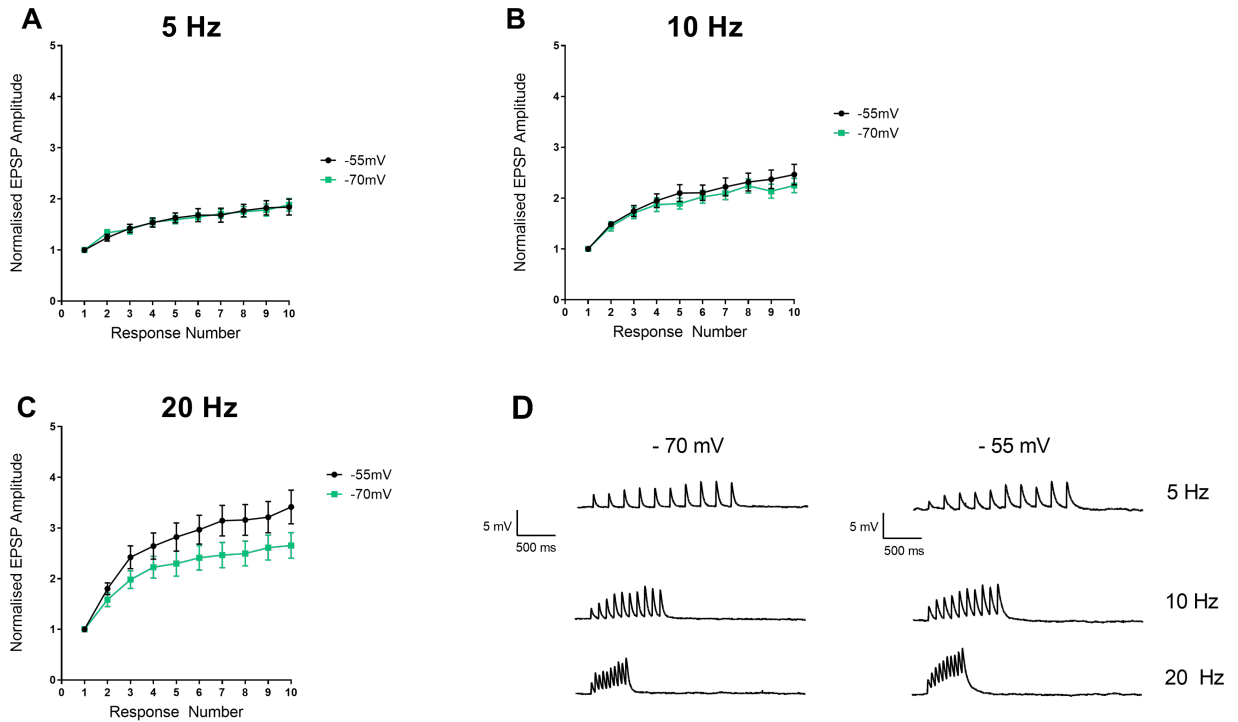 A
5 Hz
5
4
3
2
1
0
0 1 2 3 4 5 6 7 8 9 10
Normalised EPSP Amplitude
Response Number
-55mV
-70mV
B
10 Hz
5
4
3
2
1
0
0 1 2 3 4 5 6 7 8 9 10
Normalised EPSP Amplitude
Response Number
-55mV
-70mV
C
20 Hz
5
4
3
2
1
0
0 1 2 3 4 5 6 7 8 9 10
Normalised EPSP Amplitude
Response Number
-55mV
-70mV
D
- 70 mV
- 55 mV
5 Hz
5 mV
500 ms
5 mV
500 ms
10 Hz
20 Hz